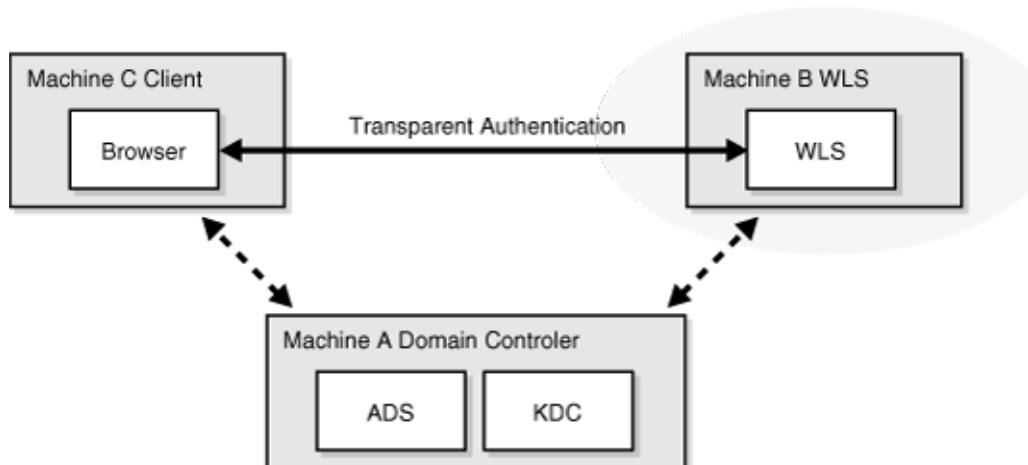 Machine C Client
Machine B WLS
Transparent Authentication
Browser
WLS
Machine A Domain Controler
ADS
KDC